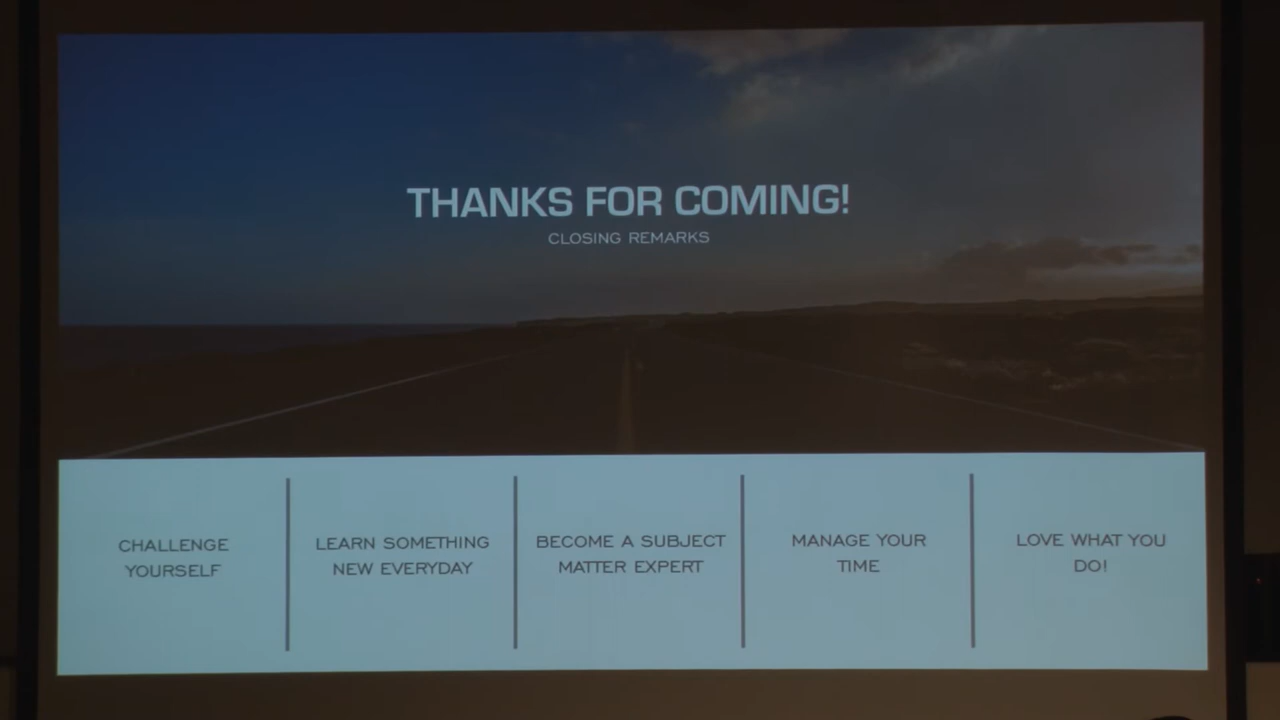 THANKS FOR COMING!
CLOSING REMARKS
CHALLENGE
YOURSELF
LEARN SOMETHING
NEW EVERYDAY
BECOME A SUBJECT
MATTER EXPERT
MANAGE YOUR
TIME
LOVE WHAT YOU
DO!